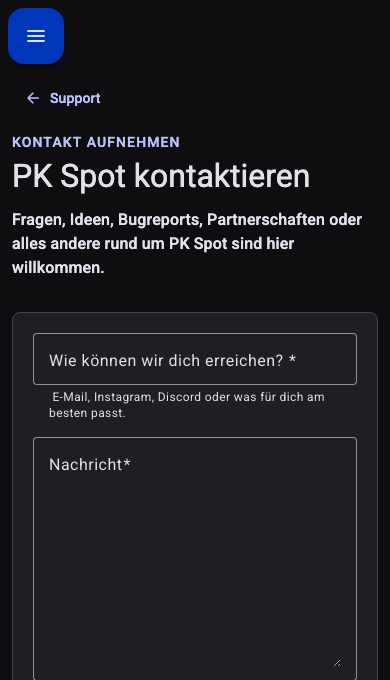 Support
KONTAKT AUFNEHMEN
PK Spot kontaktieren
Fragen, Ideen, Bugreports, Partnerschaften oder
alles andere rund um PK Spot sind hier
willkommen.
Wie können wir dich erreichen? *
E-Mail, Instagram, Discord oder was für dich am
besten passt.
Nachricht*